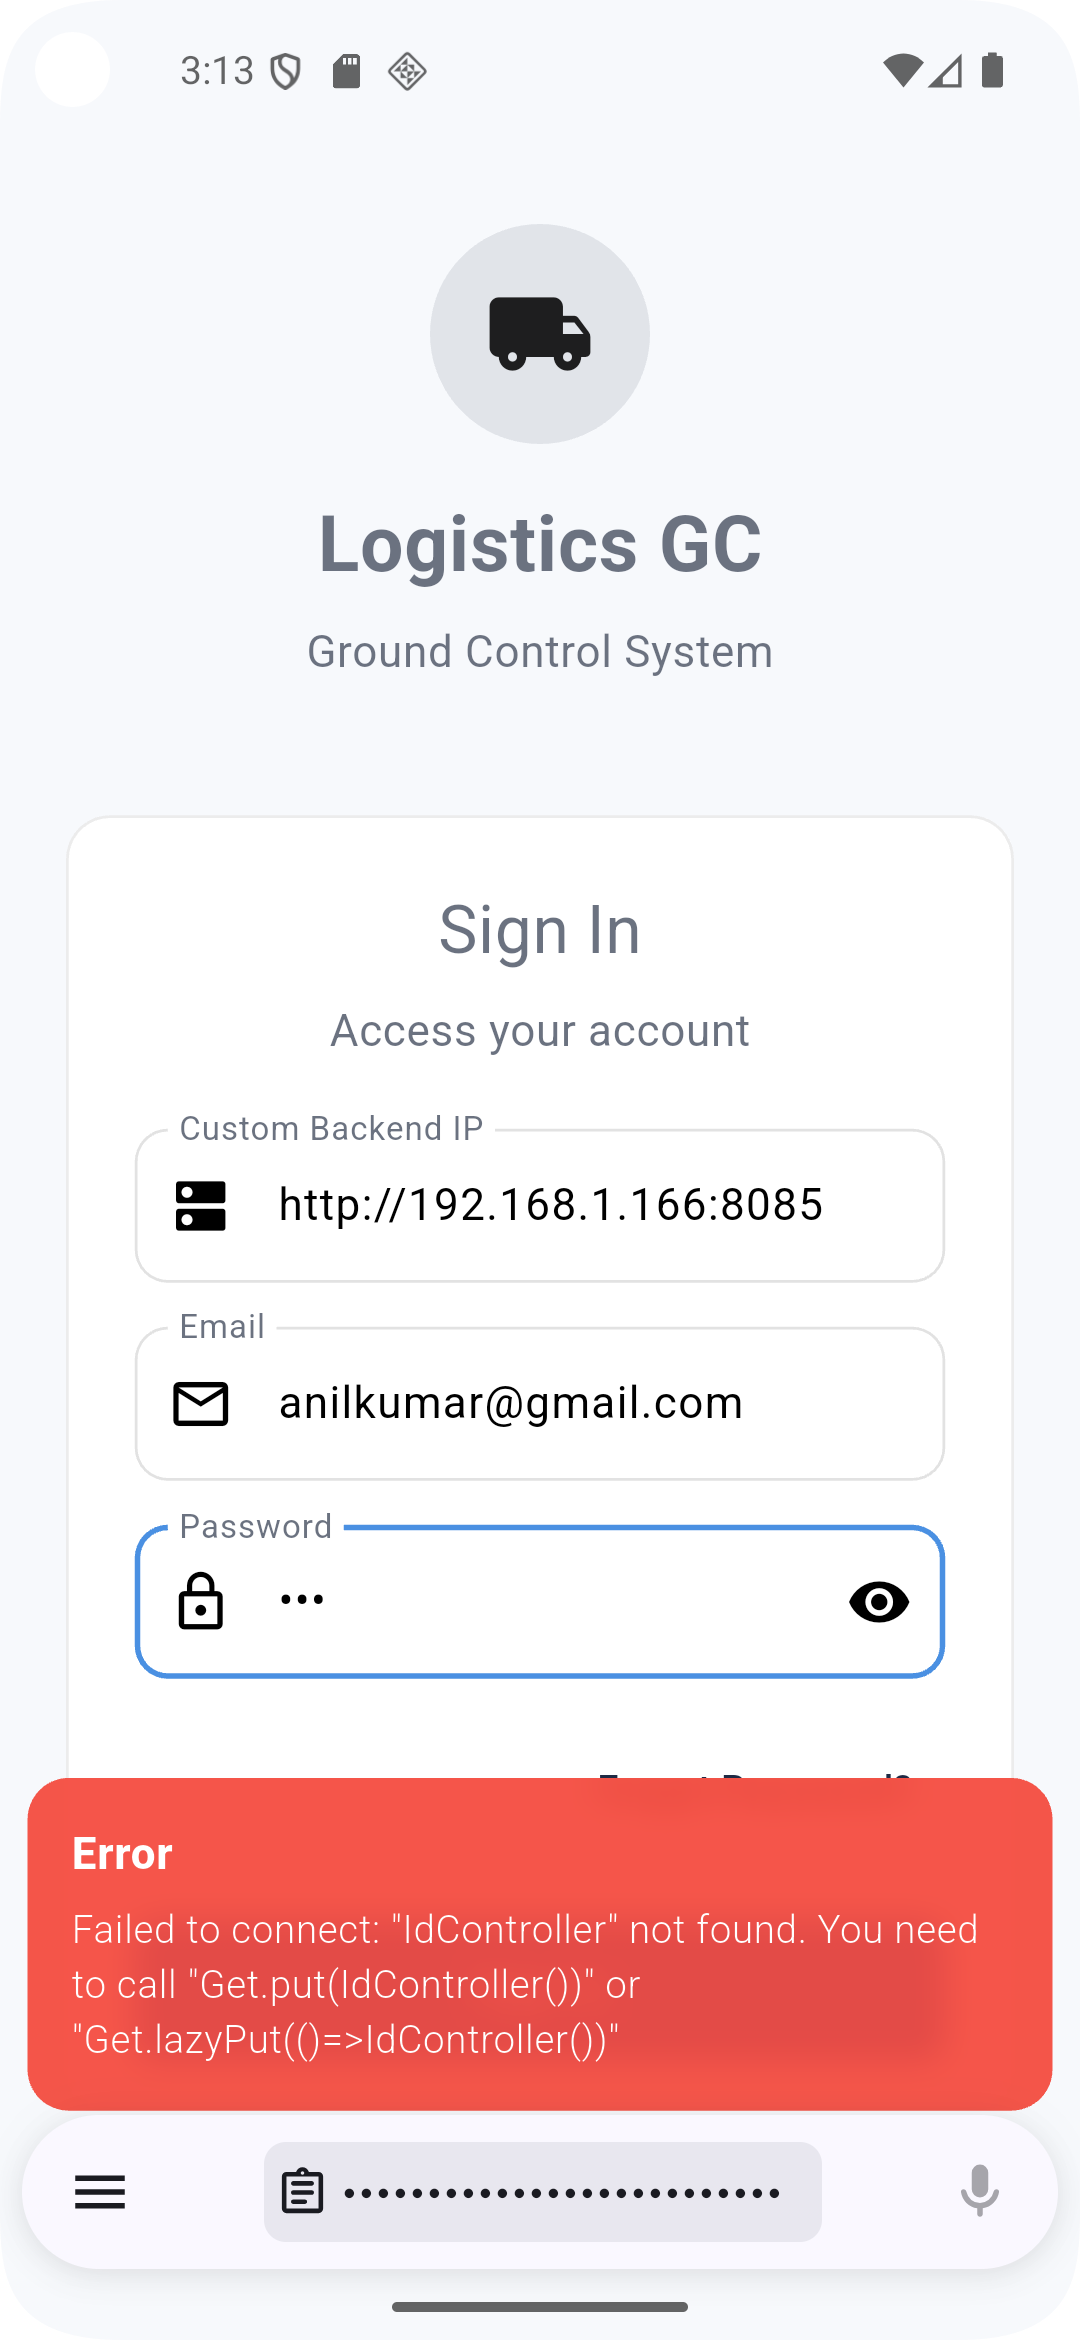 3:13
Logistics GC
Ground Control System
Sign In
Access your account
Custom Backend IP
http://192.168.1.166:8085
Email
anilkumar@gmail.com
Password
•••
Error
Failed to connect: "IdController" not found. You need
to call "Get.put(IdController())" or
"Get.lazyPut(()=>IdController())"
••••••••••••••••••••••••••